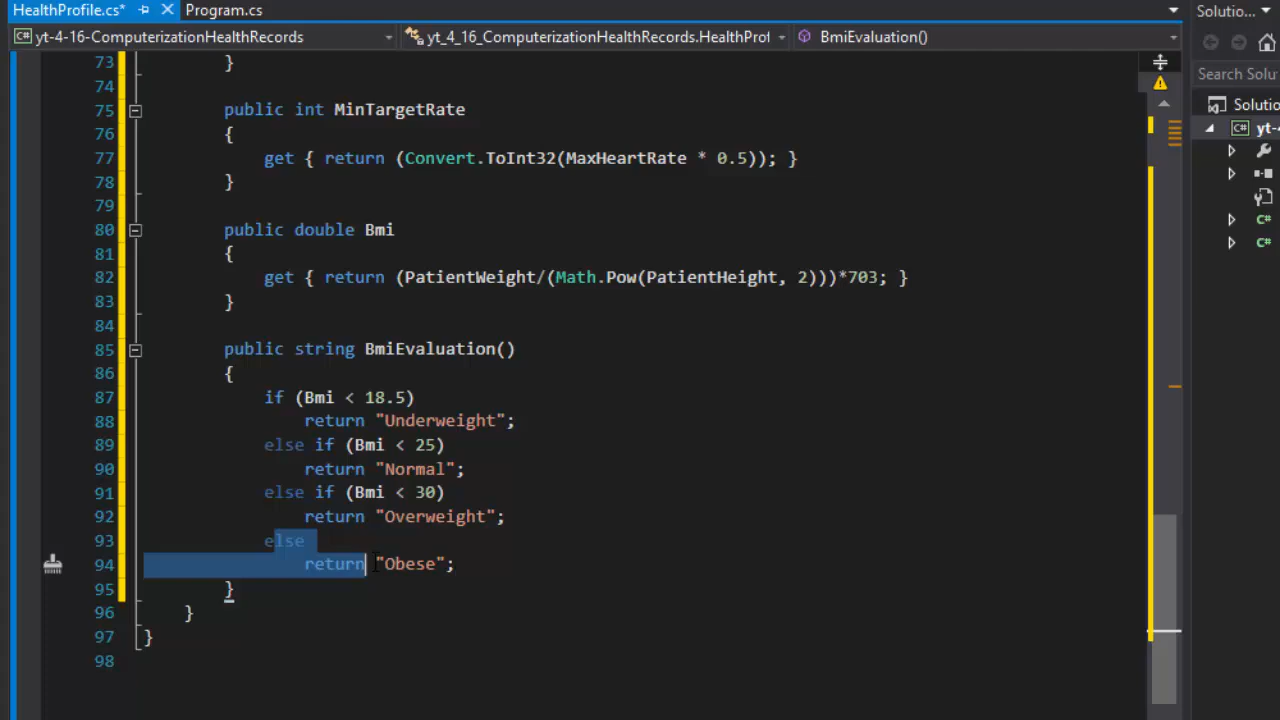 HealthProfile.cs* Program.cs Solutio...
yt-4-16-ComputerizationHealthRecords yt_4_16_ComputerizationHealthRecords.HealthProf BmiEvaluation()
Search Solu
Solutio
yt-4
73 }
74
75 public int MinTargetRate
76 {
77 get { return (Convert.ToInt32(MaxHeartRate * 0.5)); }
78 }
79
80 public double Bmi
81 {
82 get { return (PatientWeight/(Math.Pow(PatientHeight, 2)))*703; }
83 }
84
85 public string BmiEvaluation()
86 {
87 if (Bmi < 18.5)
88 return "Underweight";
89 else if (Bmi < 25)
90 return "Normal";
91 else if (Bmi < 30)
92 return "Overweight";
93 else
94 return "Obese";
95 }
96 }
97 }
98